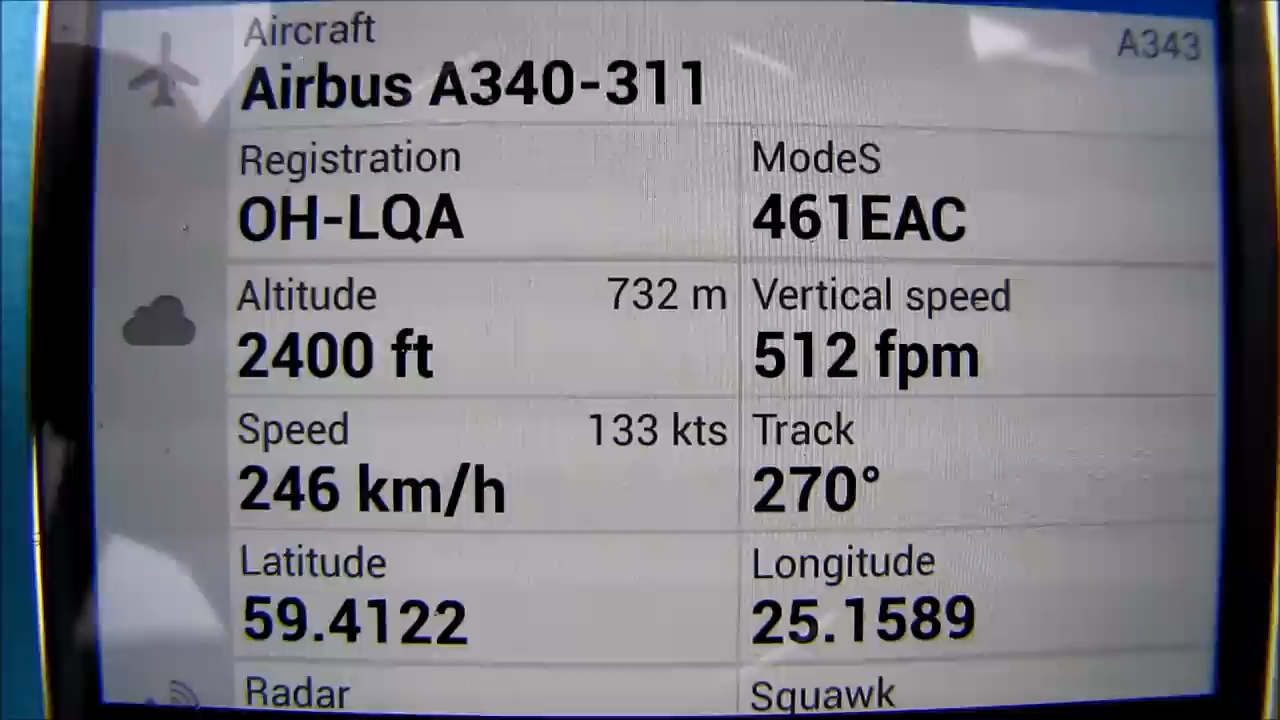 Aircraft
A343
Airbus A340-311
Registration
ModeS
OH-LQA
461EAC
Altitude
732 m
Vertical speed
2400 ft
512 fpm
Speed
133 kts
Track
246 km/h
270°
Latitude
Longitude
59.4122
25.1589
Radar
Squawk